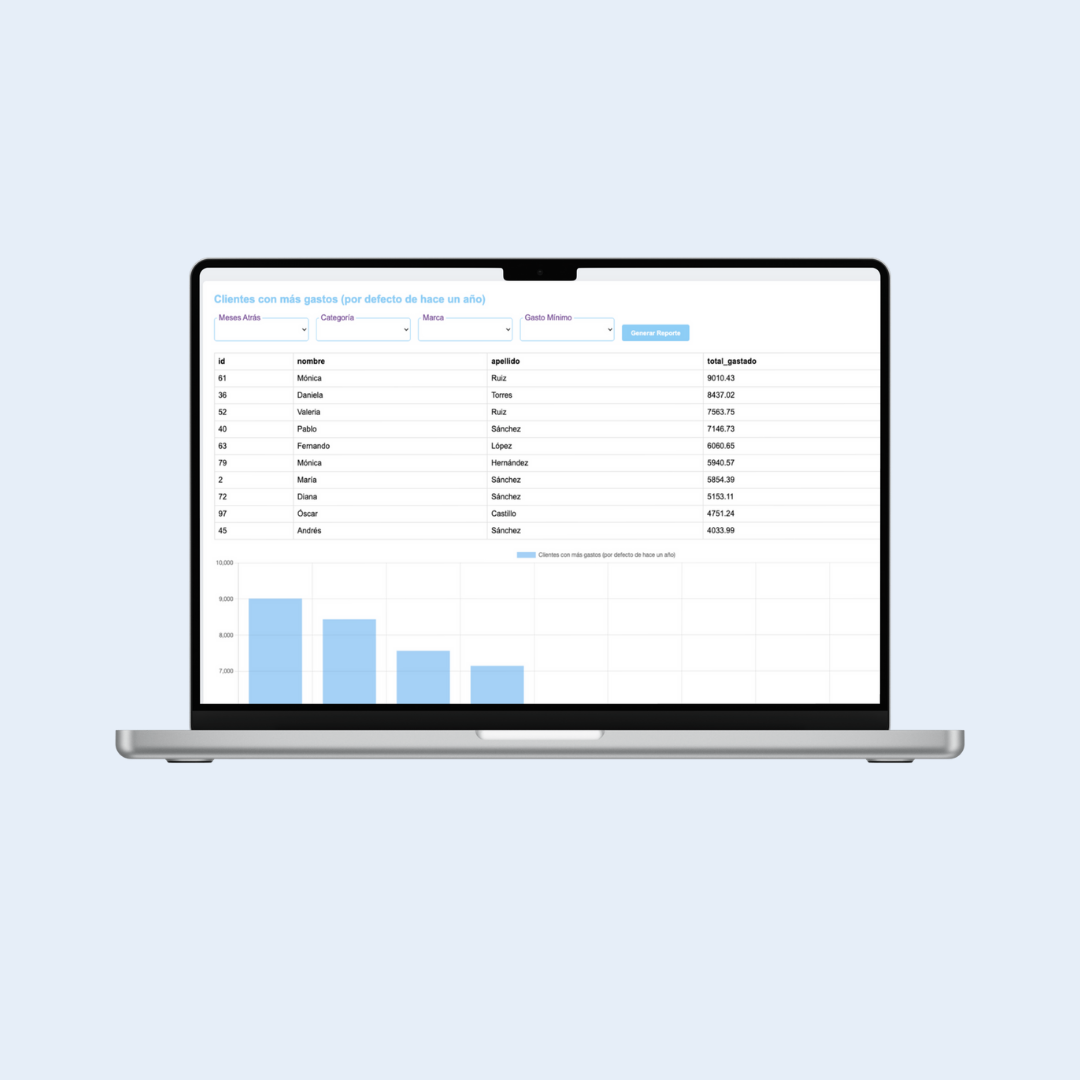 Clientes con más gastos (por defecto de hace un año)
Meses Atrás Categoría Marca Gasto Mínimo
Generar Reporte
id nombre apellido total_gastado
61 Mónica Ruiz 9010.43
36 Daniela Torres 8437.02
52 Valeria Ruiz 7563.75
40 Pablo Sánchez 7146.73
63 Fernando López 6060.65
79 Mónica Hernández 5940.57
2 María Sánchez 5854.39
72 Diana Sánchez 5153.11
97 Óscar Castillo 4751.24
45 Andrés Sánchez 4033.99
Clientes con más gastos (por defecto de hace un año)
10,000
9,000
8,000
7,000